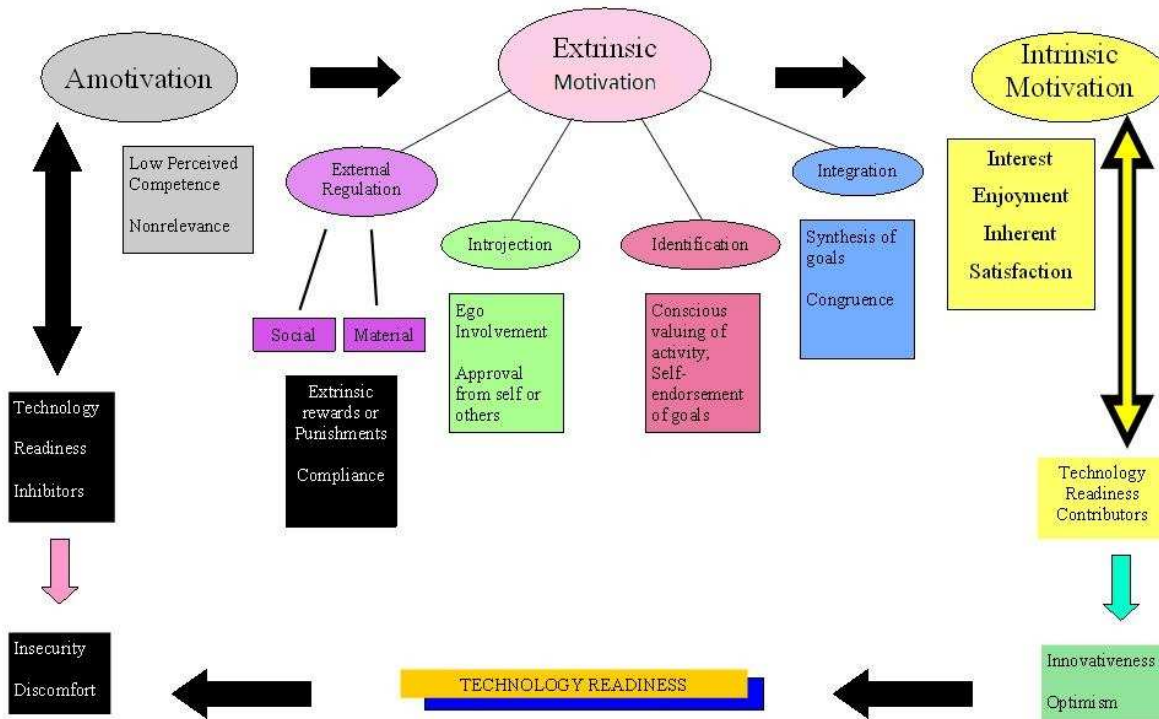 Amotivation
Extrinsic
Motivation
Intrinsic
Motivation
Low Perceived
Competence
Nonrelevance
External
Regulation
Introjection
Identification
Integration
Interest
Enjoyment
Inherent
Satisfaction
Synthesis of
goals
Congruence
Social
Material
Ego
Involvement
Approval
from self or
others
Conscious
valuing of
activity;
Self-
endorsement
of goals
Extrinsic
rewards or
Punishments
Compliance
Technology
Readiness
Inhibitors
Technology
Readiness
Contributors
Insecurity
Discomfort
TECHNOLOGY READINESS
Innovativeness
Optimism